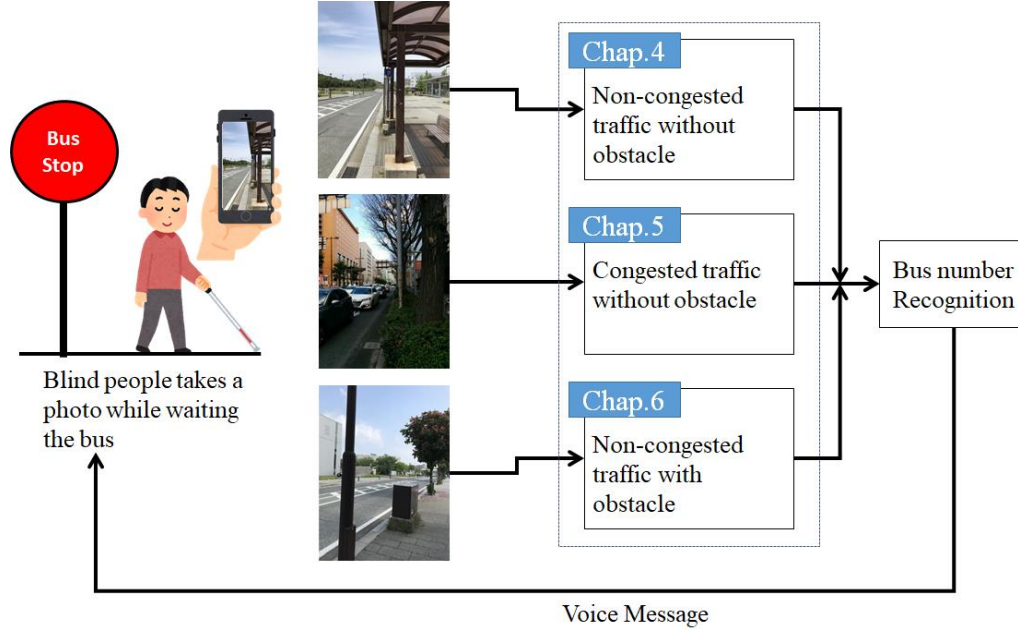 Bus
Stop
Blind people takes a
photo while waiting
the bus
Chap.4
Non-congested
traffic without
obstacle
Chap.5
Congested traffic
without obstacle
Chap.6
Non-congested
traffic with
obstacle
Bus number
Recognition
Voice Message